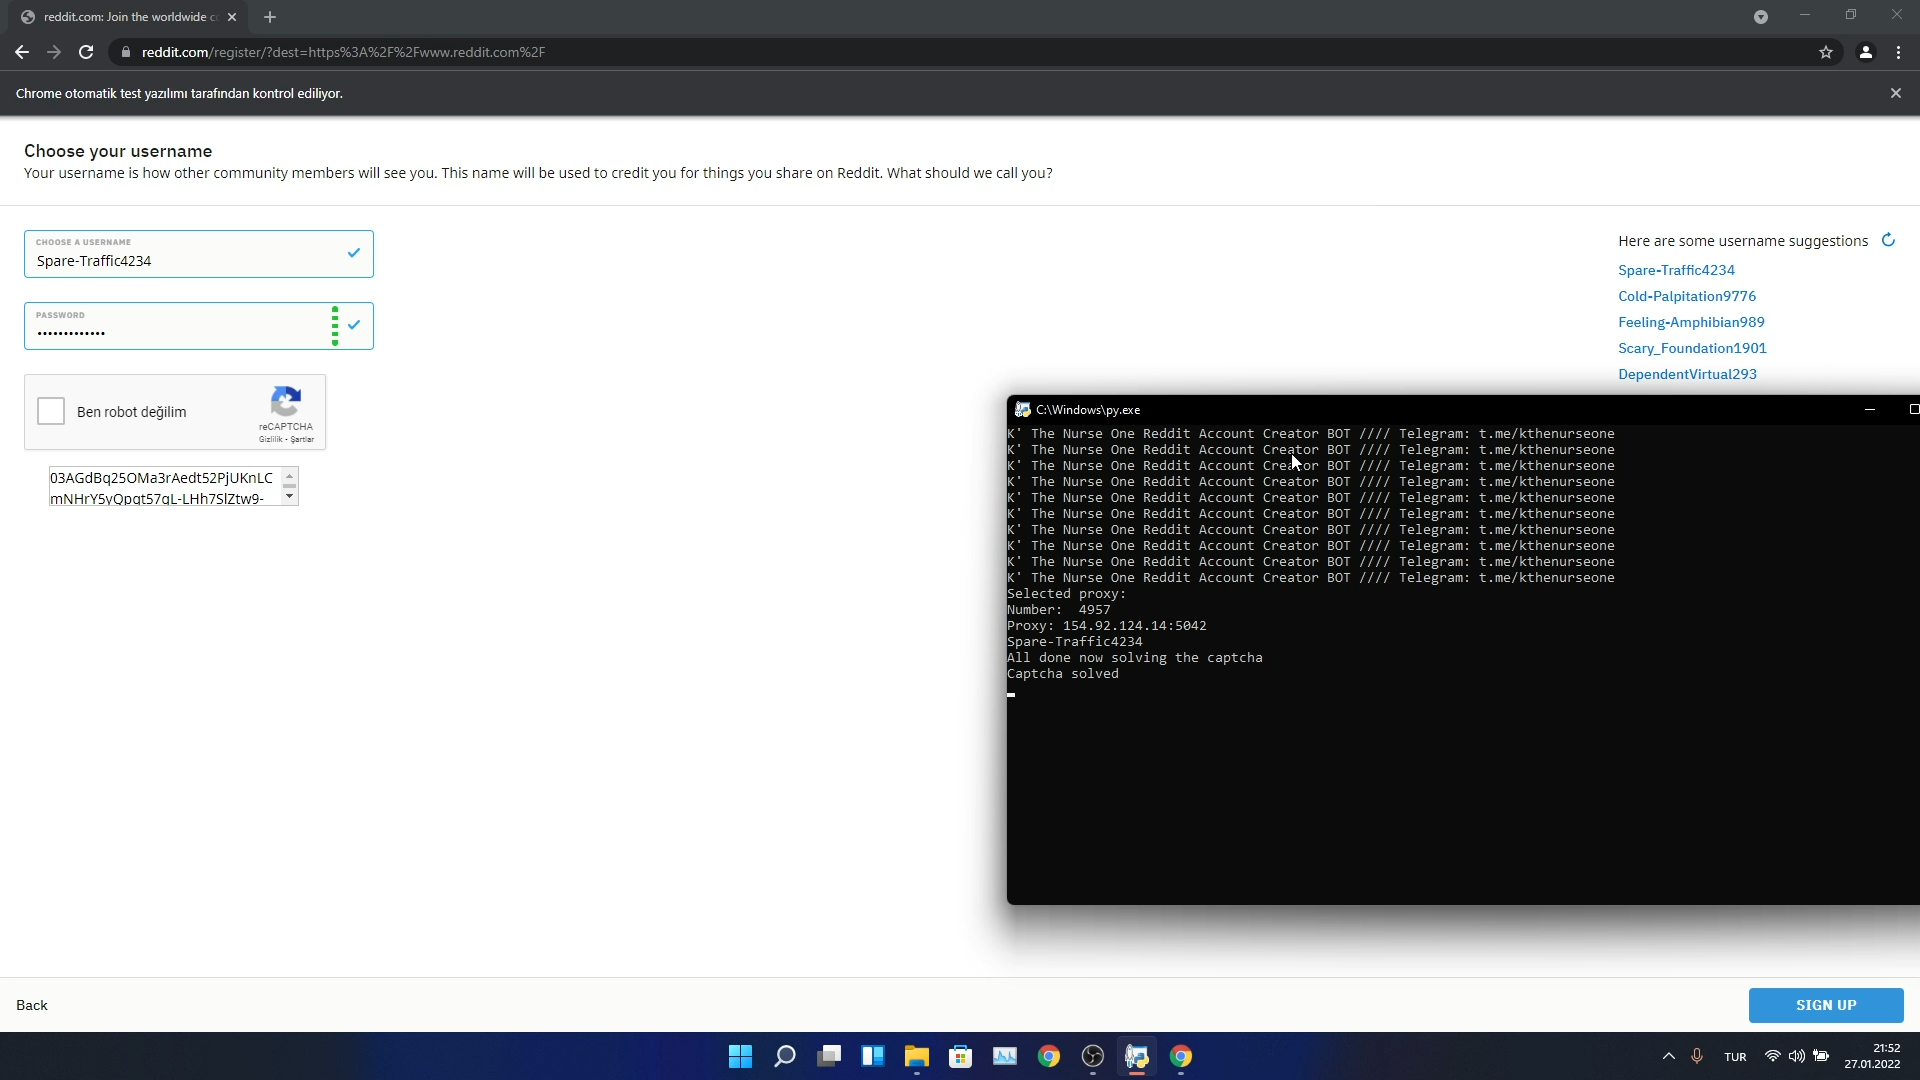 reddit.com: Join the worldwide c
reddit.com/register/?dest=https%3A%2F%2Fwww.reddit.com%2F
Chrome otomatik test yazılımı tarafından kontrol ediliyor.
Choose your username
Your username is how other community members will see you. This name will be used to credit you for things you share on Reddit. What should we call you?
CHOOSE A USERNAME
Spare-Traffic4234
PASSWORD
•••••••••••••
Ben robot değilim
reCAPTCHA
Gizlilik - Şartlar
03AGdBq25OMa3rAedt52PjUKnLC
mNHrY5yQpqt57qL-LHh7SIZtw9-
Here are some username suggestions
Spare-Traffic4234
Cold-Palpitation9776
Feeling-Amphibian989
Scary_Foundation1901
DependentVirtual293
C:\Windows\py.exe
K' The Nurse One Reddit Account Creator BOT //// Telegram: t.me/kthenurseone
K' The Nurse One Reddit Account Creator BOT //// Telegram: t.me/kthenurseone
K' The Nurse One Reddit Account Creator BOT //// Telegram: t.me/kthenurseone
K' The Nurse One Reddit Account Creator BOT //// Telegram: t.me/kthenurseone
K' The Nurse One Reddit Account Creator BOT //// Telegram: t.me/kthenurseone
K' The Nurse One Reddit Account Creator BOT //// Telegram: t.me/kthenurseone
K' The Nurse One Reddit Account Creator BOT //// Telegram: t.me/kthenurseone
K' The Nurse One Reddit Account Creator BOT //// Telegram: t.me/kthenurseone
K' The Nurse One Reddit Account Creator BOT //// Telegram: t.me/kthenurseone
K' The Nurse One Reddit Account Creator BOT //// Telegram: t.me/kthenurseone
Selected proxy:
Number:  4957
Proxy: 154.92.124.14:5042
Spare-Traffic4234
All done now solving the captcha
Captcha solved
Back
SIGN UP
TUR
21:52
27.01.2022